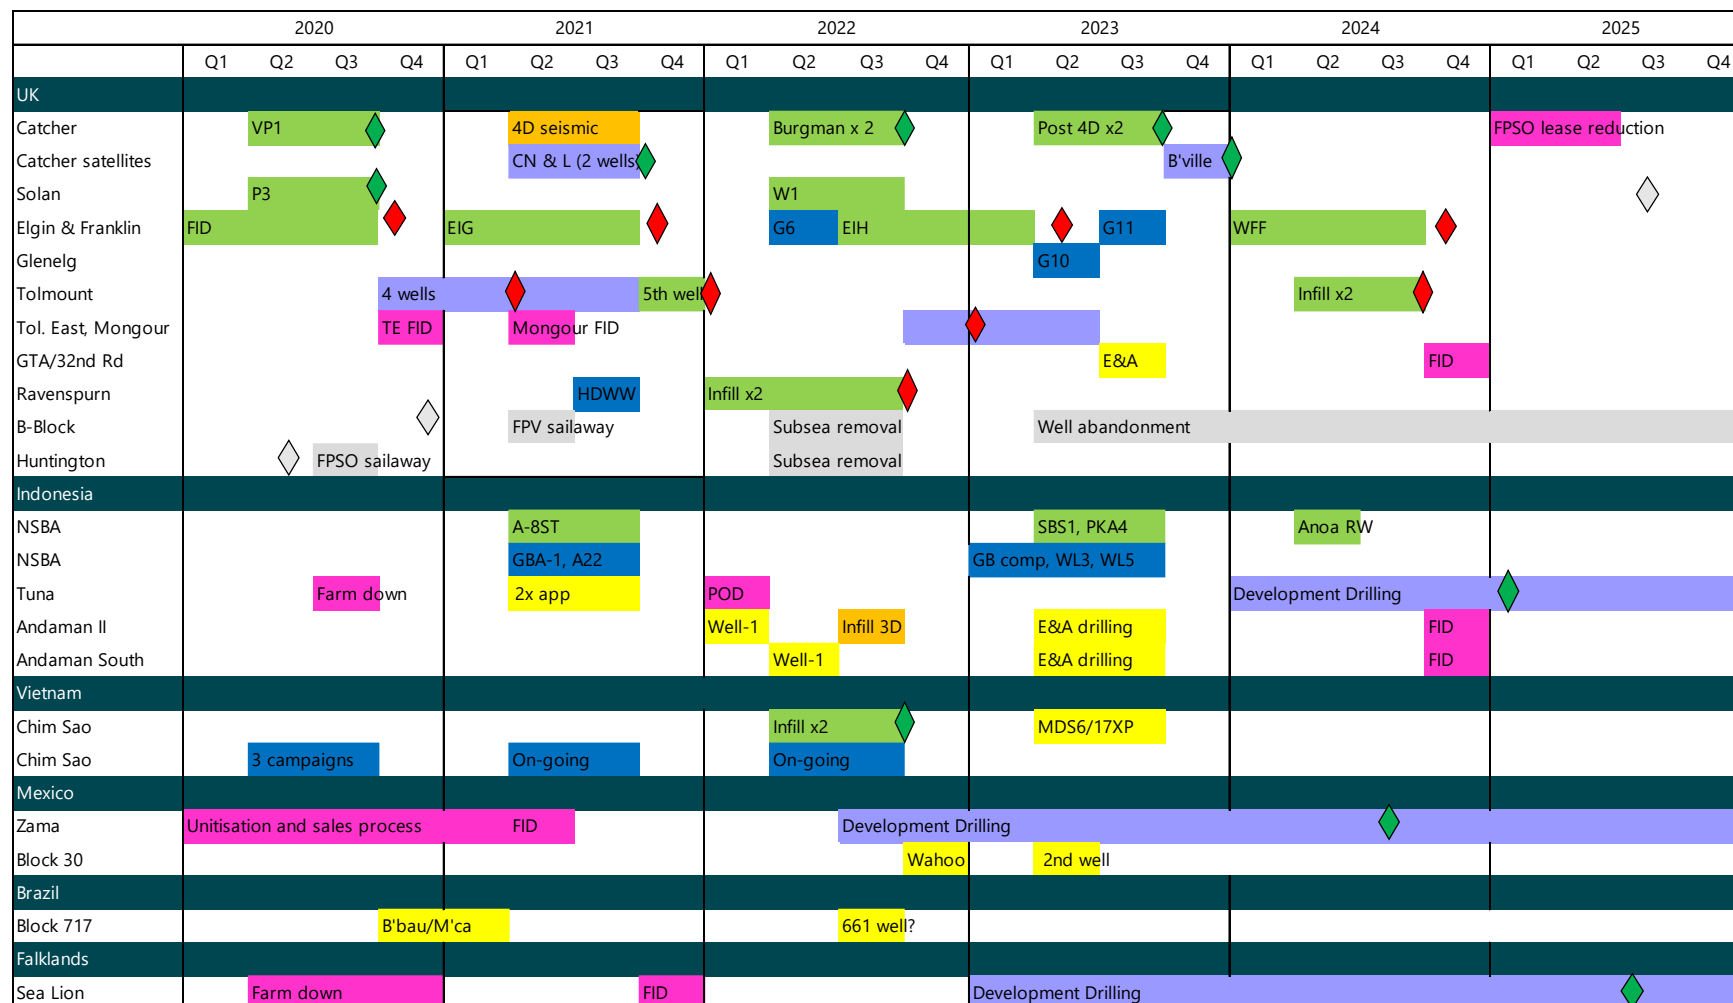 2020 2021 2022 2023 2024 2025
Q1 Q2 Q3 Q4 Q1 Q2 Q3 Q4 Q1 Q2 Q3 Q4 Q1 Q2 Q3 Q4 Q1 Q2 Q3 Q4 Q1 Q2 Q3 Q4
UK
Catcher VP1 4D seismic Burgman x 2 Post 4D x2 FPSO lease reduction
Catcher satellites CN & L (2 wells) B'ville
Solan P3 W1
Elgin & Franklin FID EIG G6 EIH G11 WFF
Glenelg G10
Tolmount 4 wells 5th well Infill x2
Tol. East, Mongour TE FID Mongour FID
GTA/32nd Rd E&A FID
Ravenspurn HDWW Infill x2
B-Block FPV sailaway Subsea removal Well abandonment
Huntington FPSO sailaway Subsea removal
Indonesia
NSBA A-8ST SBS1, PKA4 Anoa RW
NSBA GBA-1, A22 GB comp, WL3, WL5
Tuna Farm down 2x app POD Development Drilling
Andaman II Well-1 Infill 3D E&A drilling FID
Andaman South Well-1 E&A drilling FID
Vietnam
Chim Sao Infill x2 MDS6/17XP
Chim Sao 3 campaigns On-going On-going
Mexico
Zama Unitisation and sales process FID Development Drilling
Block 30 Wahoo 2nd well
Brazil
Block 717 B'bau/M'ca 661 well?
Falklands
Sea Lion Farm down FID Development Drilling